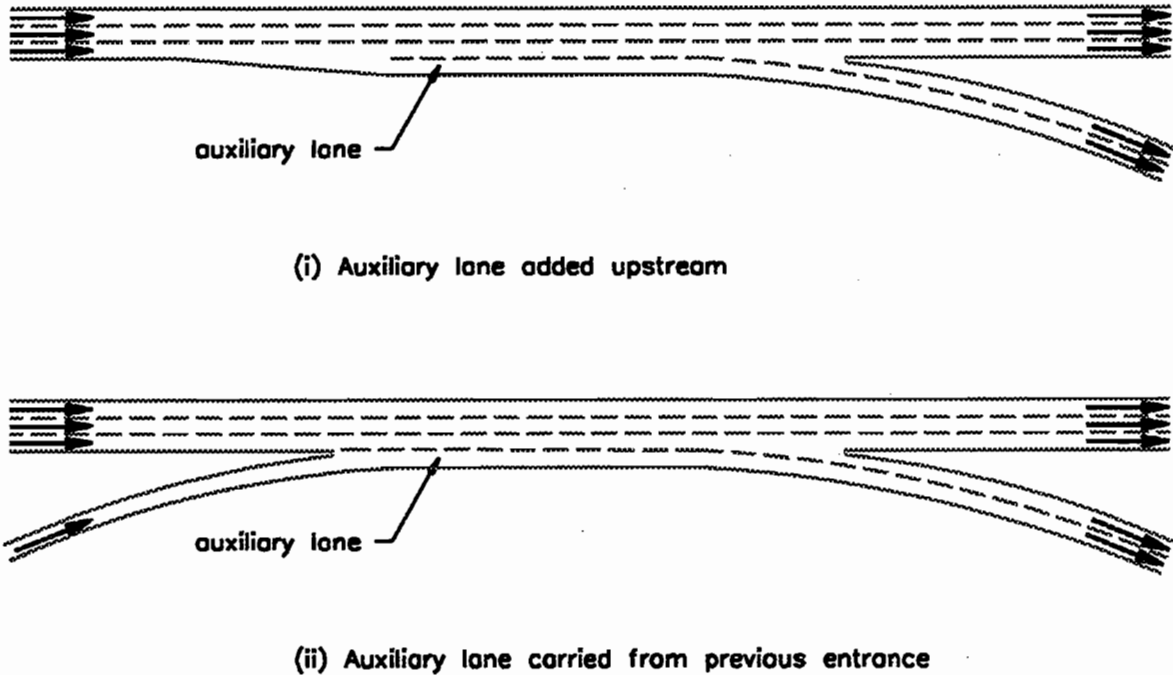 auxiliary lane
(i) Auxiliary lane added upstream
auxiliary lane
(ii) Auxiliary lane carried from previous entrance